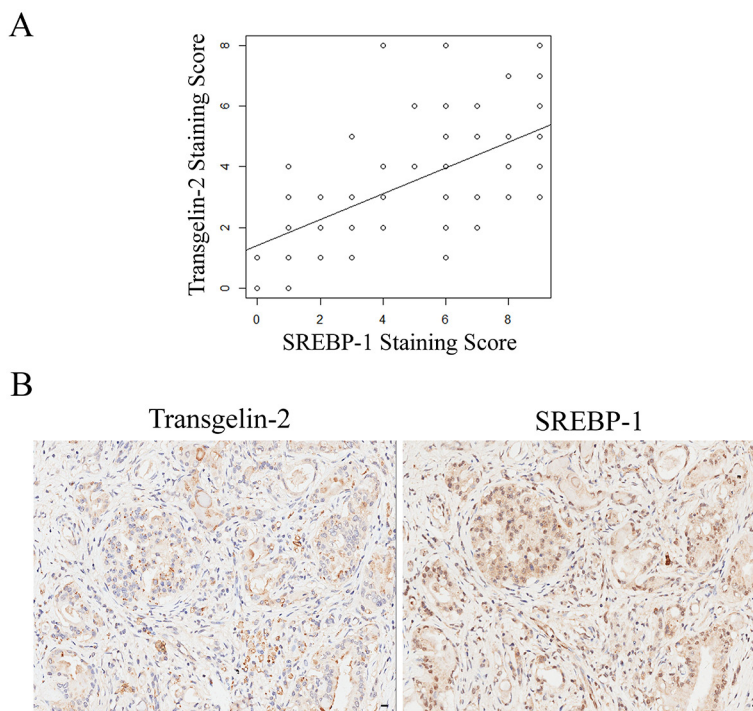 A
Transgelin-2 Staining Score
0 2 4 6 8
0 2 4 6 8
SREBP-1 Staining Score
B
Transgelin-2
SREBP-1